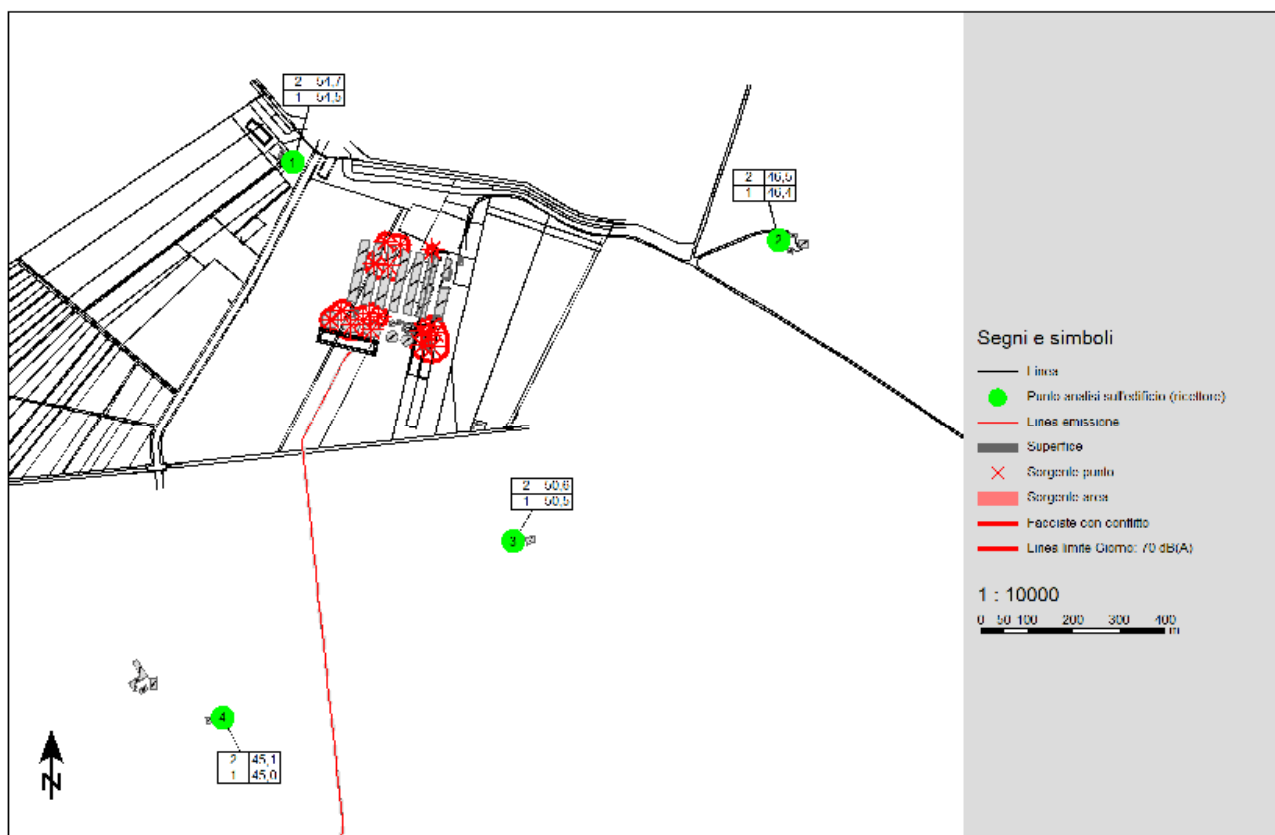 2 54,7
1 54,5
1
2 46,5
1 46,4
2
2 50,6
1 50,5
3
4
2 45,1
1 45,0
N
Segni e simboli
Linea
Punto analisi sull'edificio (ricettore)
Linea emissione
Superfice
Sorgente punto
Sorgente area
Facciate con conflitto
Linea limite Giorno: 70 dB(A)
1 : 10000
0 50 100 200 300 400
m